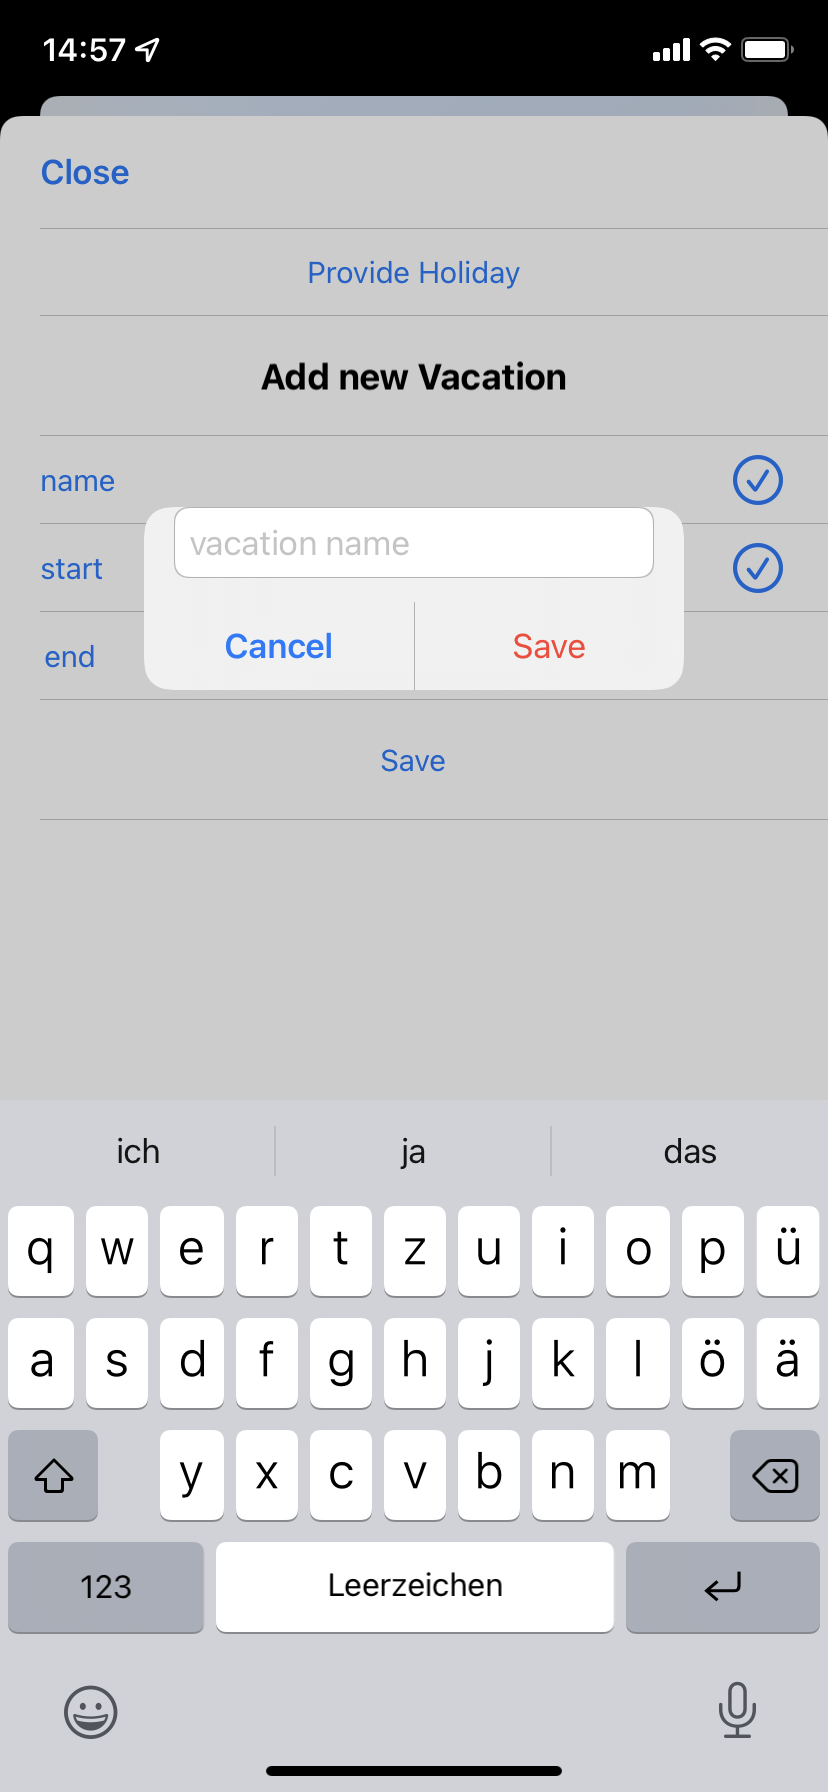 14:57
Close
Provide Holiday
Add new Vacation
name
vacation name
start
Cancel
Save
end
Save
ich ja das
q w e r t z u i o p ü
a s d f g h j k l ö ä
y x c v b n m
123 Leerzeichen